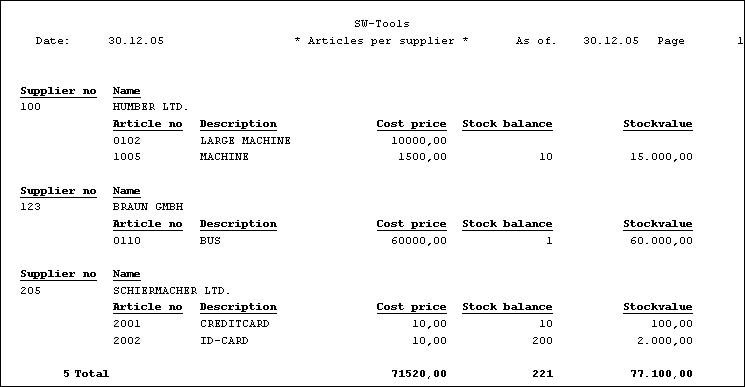 SW-Tools
Date: 30.12.05 * Articles per supplier * As of. 30.12.05 Page 1
Supplier no Name
100 HUMBER LTD.
Article no Description Cost price Stock balance Stockvalue
0102 LARGE MACHINE 10000,00
1005 MACHINE 1500,00 10 15.000,00
Supplier no Name
123 BRAUN GMBH
Article no Description Cost price Stock balance Stockvalue
0110 BUS 60000,00 1 60.000,00
Supplier no Name
205 SCHIERMACHER LTD.
Article no Description Cost price Stock balance Stockvalue
2001 CREDITCARD 10,00 10 100,00
2002 ID-CARD 10,00 200 2.000,00
5 Total 71520,00 221 77.100,00